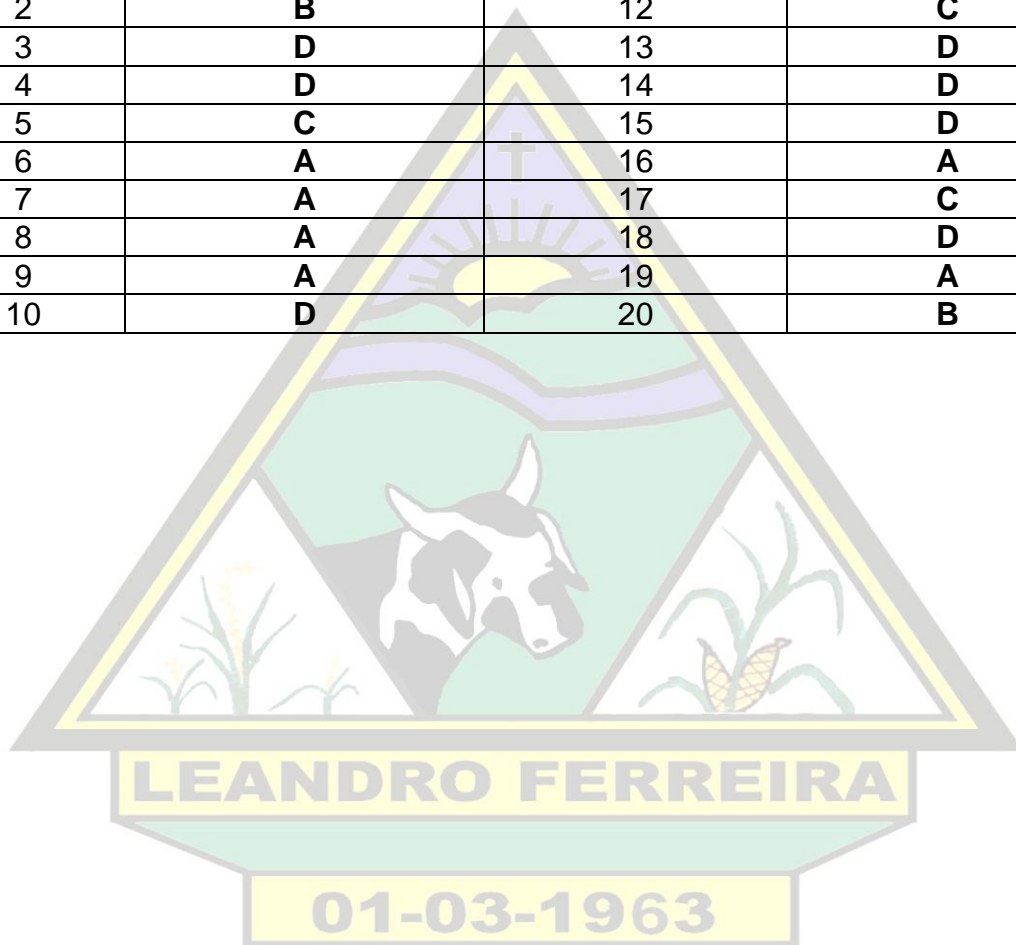 2 B 12 C
3 D 13 D
4 D 14 D
5 C 15 D
6 A 16 A
7 A 17 C
8 A 18 D
9 A 19 A
10 D 20 B
LEANDRO FERREIRA
01-03-1963